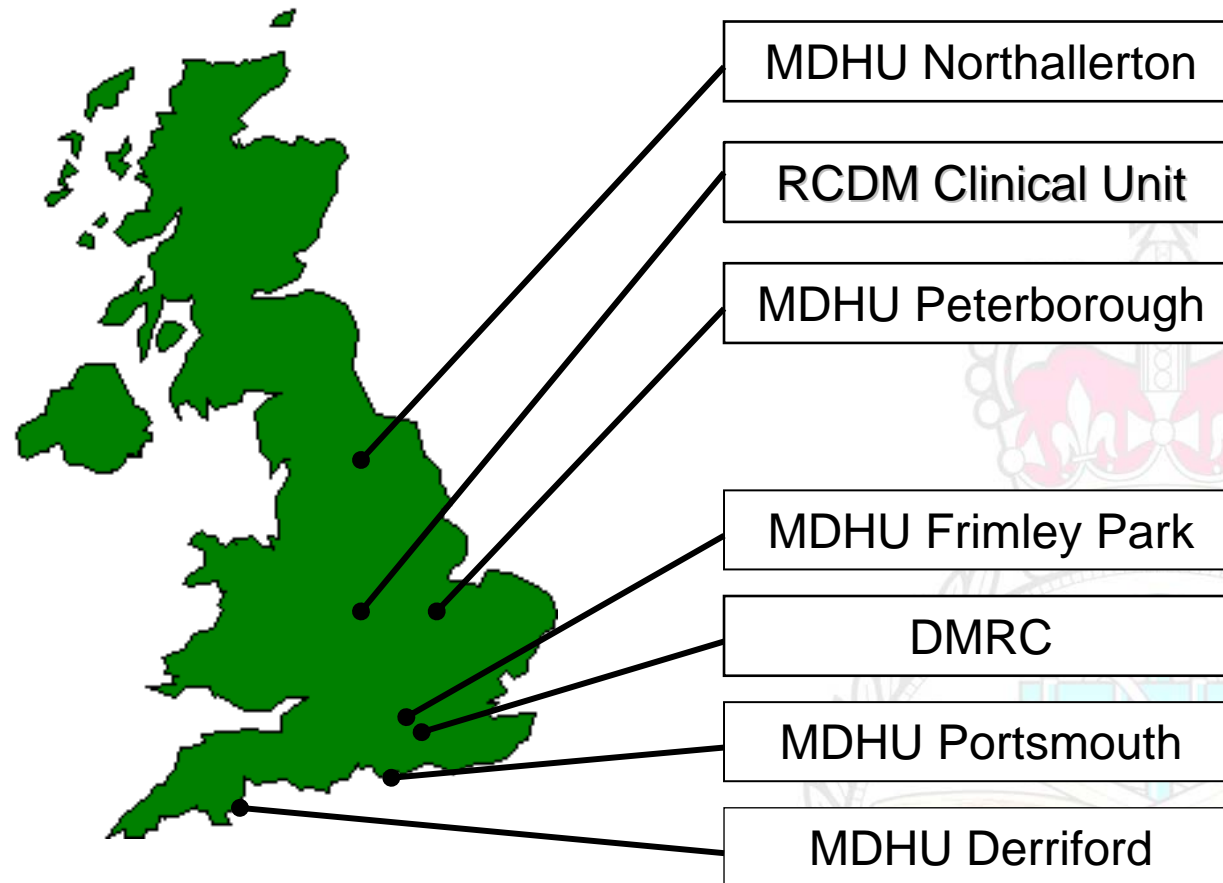 MDHU Northallerton
RCDM Clinical Unit
MDHU Peterborough
MDHU Frimley Park
DMRC
MDHU Portsmouth
MDHU Derriford